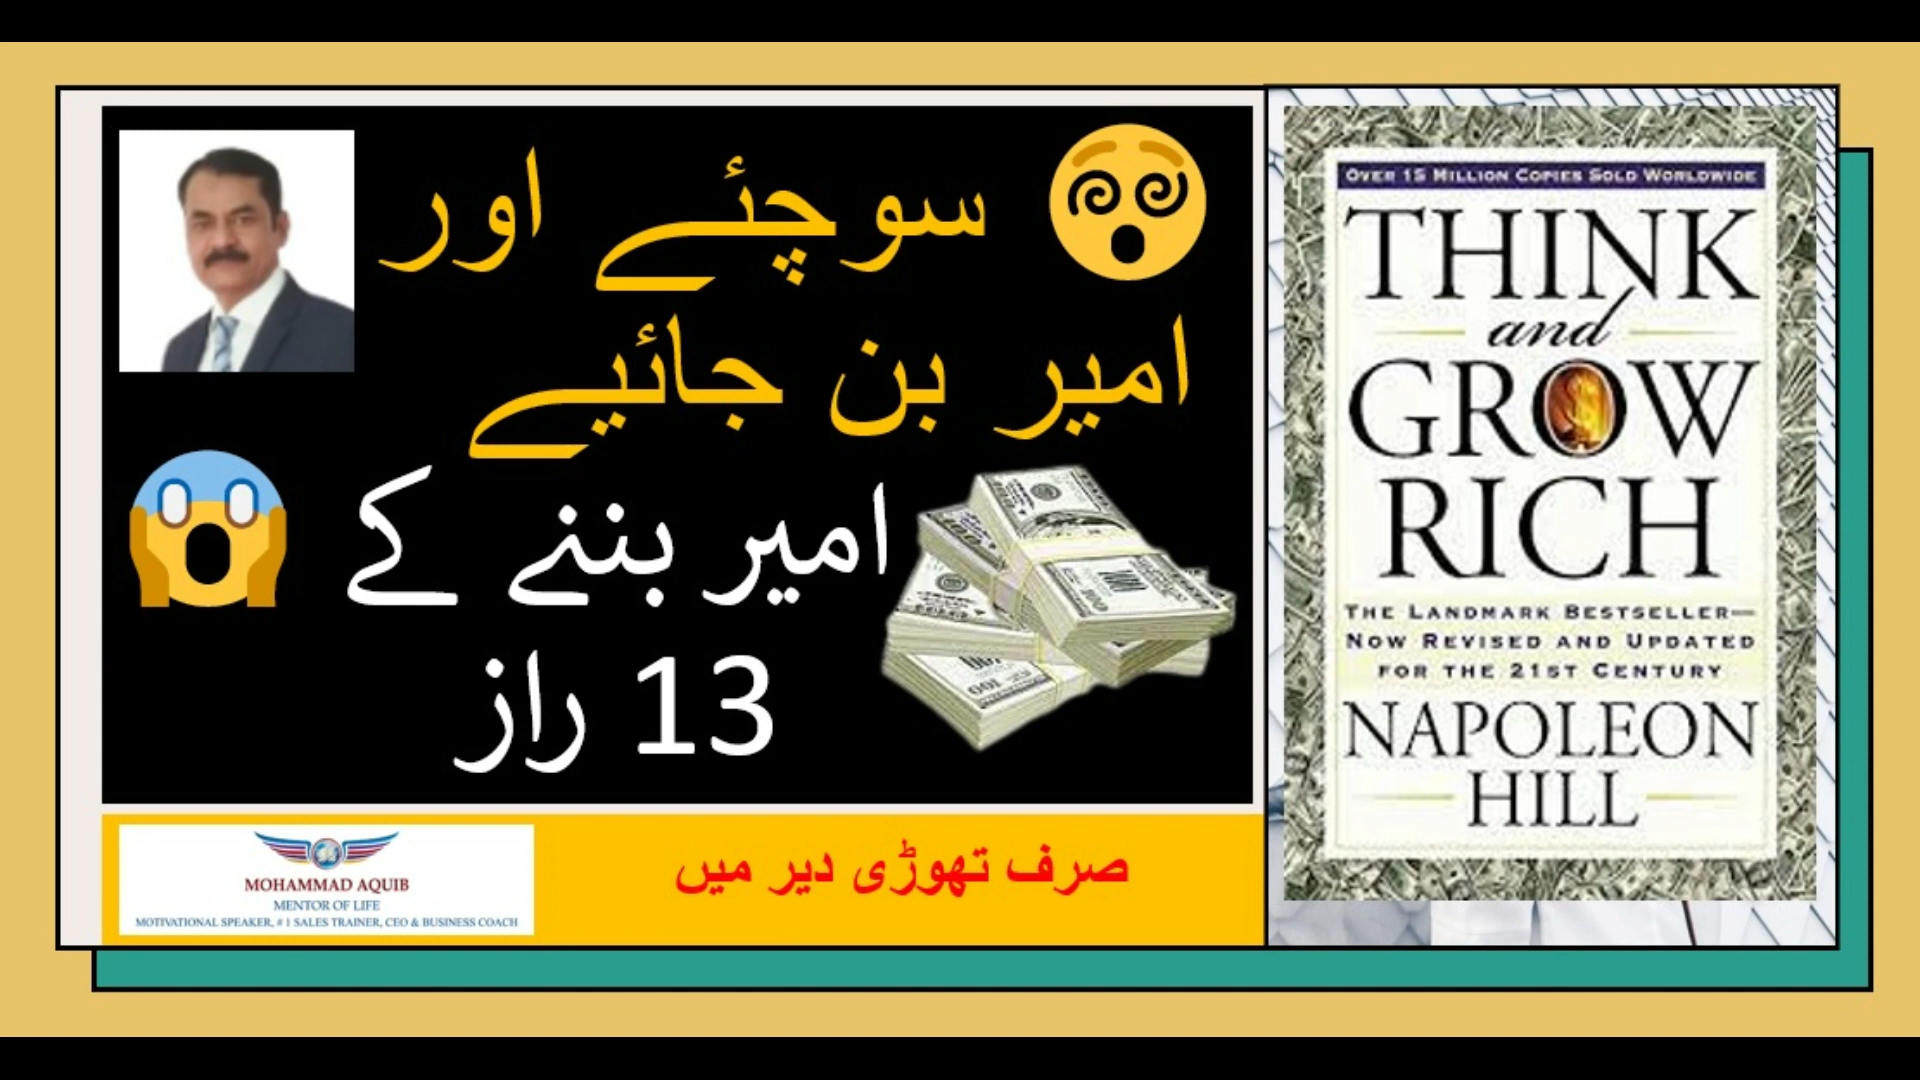 سوچئے اور
امیر بن جائیے
امیر بننے کے
13 راز
صرف تھوڑی دیر میں
MOHAMMAD AQUIB
MENTOR OF LIFE
MOTIVATIONAL SPEAKER, # 1 SALES TRAINER, CEO & BUSINESS COACH
OVER 15 MILLION COPIES SOLD WORLDWIDE
THINK
and
GROW
RICH
THE LANDMARK BESTSELLER—
NOW REVISED AND UPDATED
FOR THE 21ST CENTURY
NAPOLEON
HILL